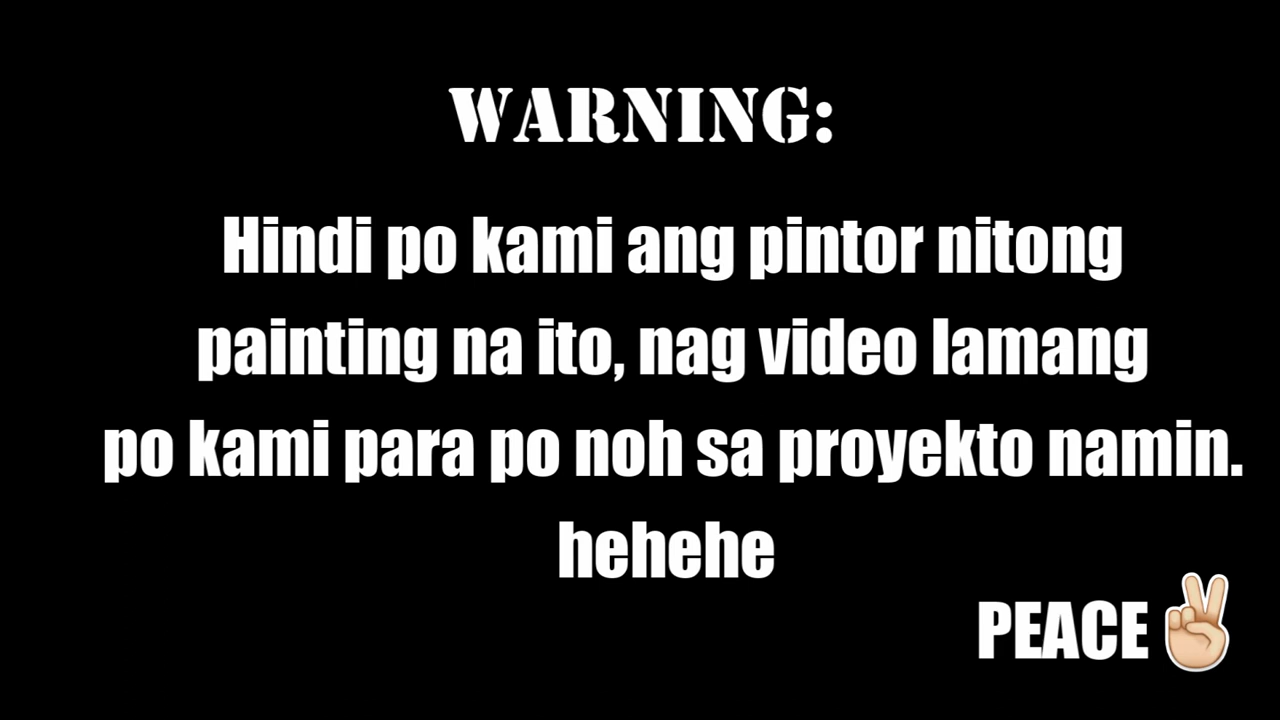 WARNING:
Hindi po kami ang pintor nitong
painting na ito, nag video lamang
po kami para po noh sa proyekto namin.
hehehe
PEACE✌🏻